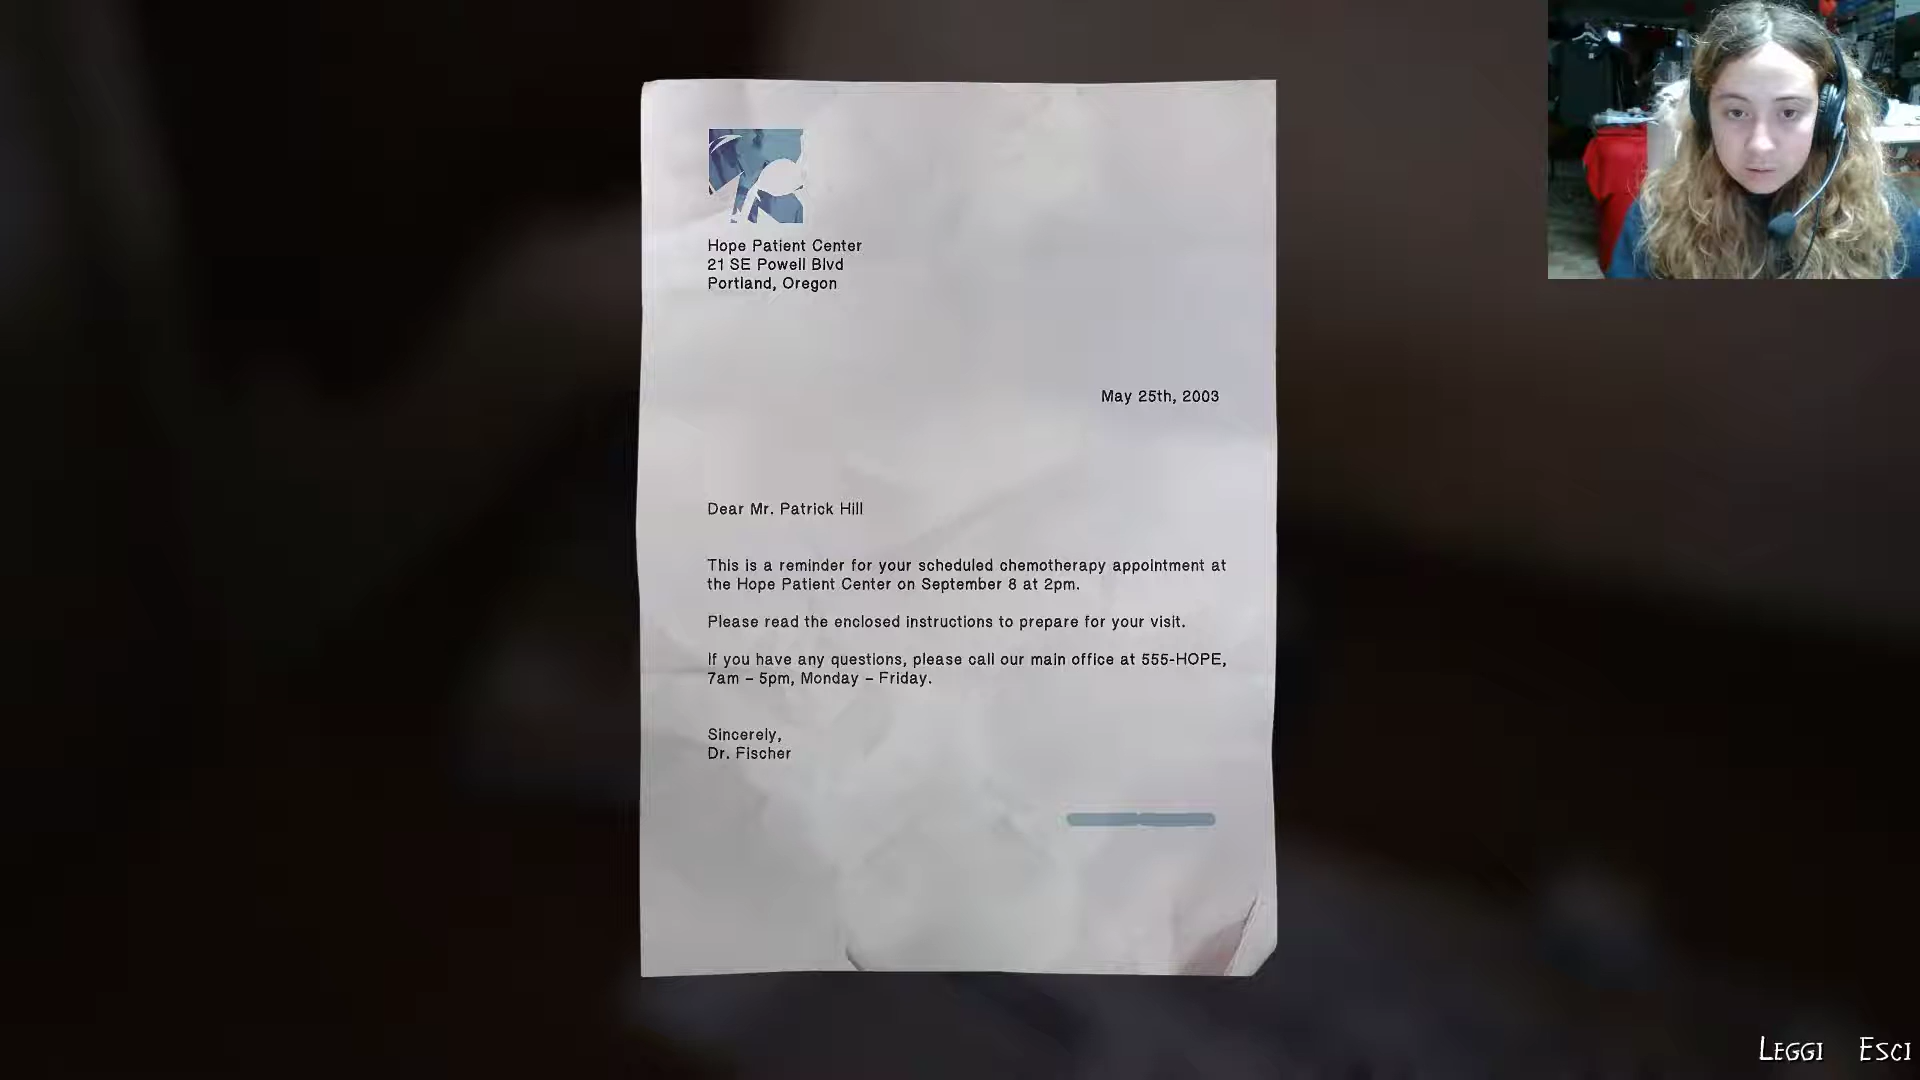 Hope Patient Center
21 SE Powell Blvd
Portland, Oregon
May 25th, 2003
Dear Mr. Patrick Hill
This is a reminder for your scheduled chemotherapy appointment at
the Hope Patient Center on September 8 at 2pm.
Please read the enclosed instructions to prepare for your visit.
If you have any questions, please call our main office at 555-HOPE,
7am – 5pm, Monday – Friday.
Sincerely,
Dr. Fischer
LEGGI ESCI